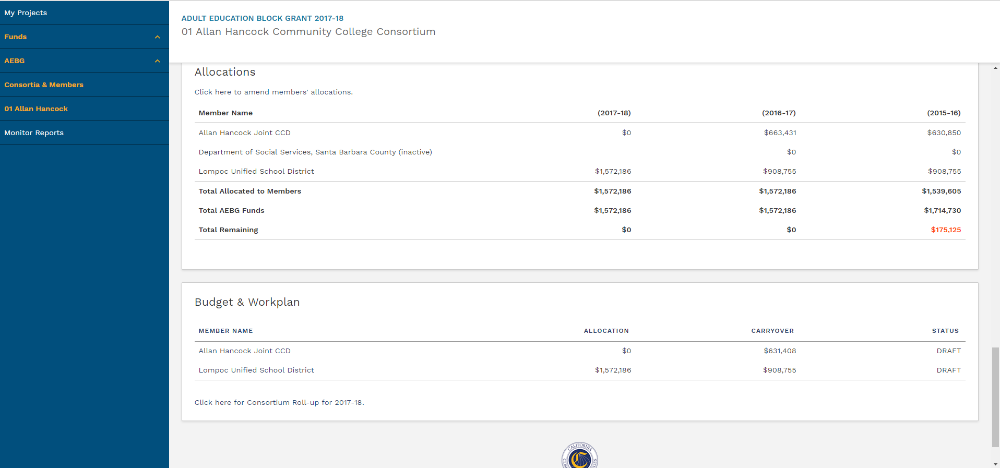 My Projects
Funds
AEBG
Consortia & Members
01 Allan Hancock
Monitor Reports
ADULT EDUCATION BLOCK GRANT 2017-18
01 Allan Hancock Community College Consortium
Allocations
Click here to amend members' allocations.
Member Name (2017-18) (2016-17) (2015-16)
Allan Hancock Joint CCD $0 $663,431 $630,850
Department of Social Services, Santa Barbara County (inactive) $0 $0
Lompoc Unified School District $1,572,186 $908,755 $908,755
Total Allocated to Members $1,572,186 $1,572,186 $1,539,605
Total AEBG Funds $1,572,186 $1,572,186 $1,714,730
Total Remaining $0 $0 $175,125
Budget & Workplan
MEMBER NAME ALLOCATION CARRYOVER STATUS
Allan Hancock Joint CCD $0 $631,408 DRAFT
Lompoc Unified School District $1,572,186 $908,755 DRAFT
Click here for Consortium Roll-up for 2017-18.
CALIFORNIA